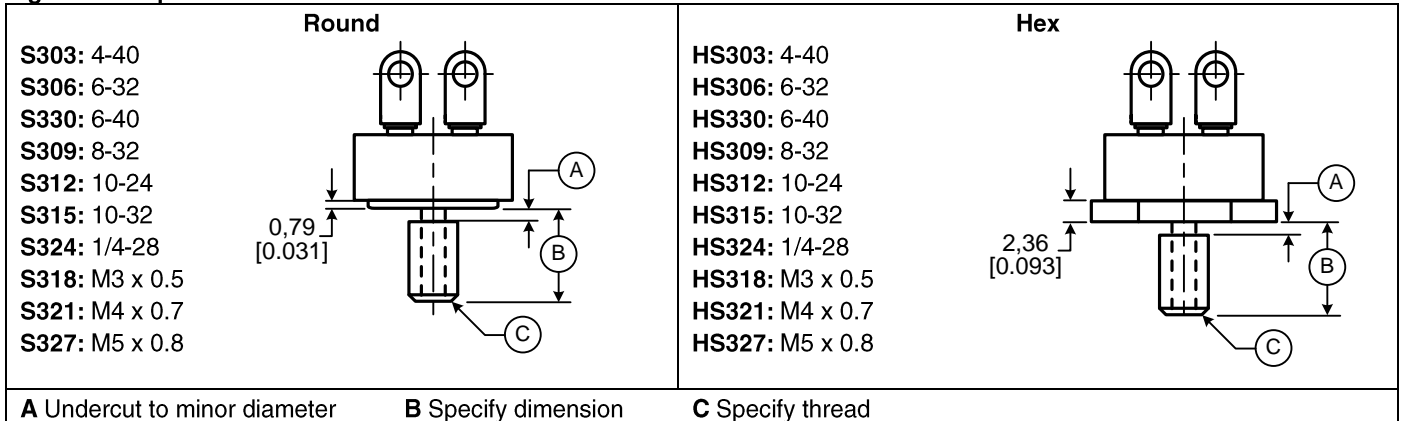 Round
S303: 4-40
S306: 6-32
S330: 6-40
S309: 8-32
S312: 10-24
S315: 10-32
S324: 1/4-28
S318: M3 x 0.5
S321: M4 x 0.7
S327: M5 x 0.8
A
0,79
[0.031]
B
C
Hex
HS303: 4-40
HS306: 6-32
HS330: 6-40
HS309: 8-32
HS312: 10-24
HS315: 10-32
HS324: 1/4-28
HS318: M3 x 0.5
HS321: M4 x 0.7
HS327: M5 x 0.8
A
2,36
[0.093]
B
C
A Undercut to minor diameter B Specify dimension C Specify thread